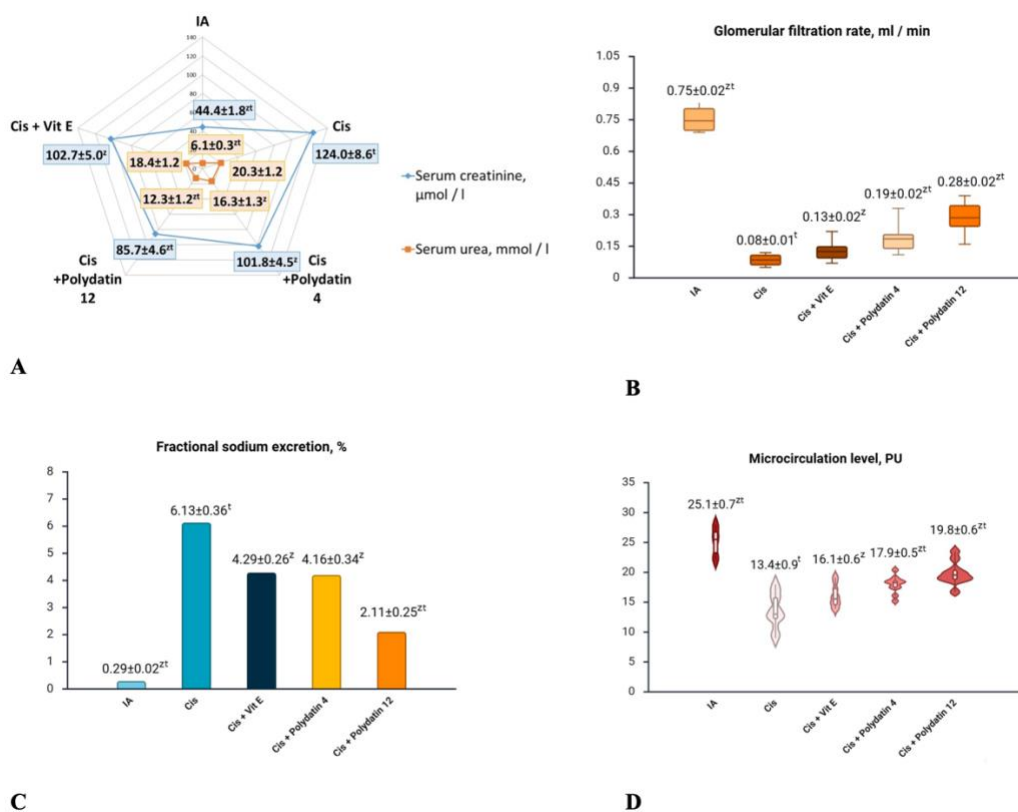 IA
140
120
100
80
60
40
0
44.4±1.8ᶻᵗ
Cis + Vit E
Cis
6.1±0.3ᶻᵗ
102.7±5.0ᶻ
18.4±1.2
20.3±1.2
124.0±8.6ᵗ
12.3±1.2ᶻᵗ
16.3±1.3ᶻ
85.7±4.6ᶻᵗ
101.8±4.5ᶻ
Cis
+Polydatin
12
Cis
+Polydatin
4
Serum creatinine,
µmol / l
Serum urea, mmol / l
A
Glomerular filtration rate, ml / min
1.05
0.9
0.75
0.6
0.45
0.3
0.15
0
0.75±0.02ᶻᵗ
0.08±0.01ᵗ
0.13±0.02ᶻ
0.19±0.02ᶻᵗ
0.28±0.02ᶻᵗ
IA
Cis
Cis + Vit E
Cis + Polydatin 4
Cis + Polydatin 12
B
Fractional sodium excretion, %
8
7
6
5
4
3
2
1
0
0.29±0.02ᶻᵗ
6.13±0.36ᵗ
4.29±0.26ᶻ
4.16±0.34ᶻ
2.11±0.25ᶻᵗ
IA
Cis
Cis + Vit E
Cis + Polydatin 4
Cis + Polydatin 12
C
Microcirculation level, PU
35
30
25
20
15
10
5
0
25.1±0.7ᶻᵗ
13.4±0.9ᵗ
16.1±0.6ᶻ
17.9±0.5ᶻᵗ
19.8±0.6ᶻᵗ
IA
Cis
Cis + Vit E
Cis + Polydatin 4
Cis + Polydatin 12
D